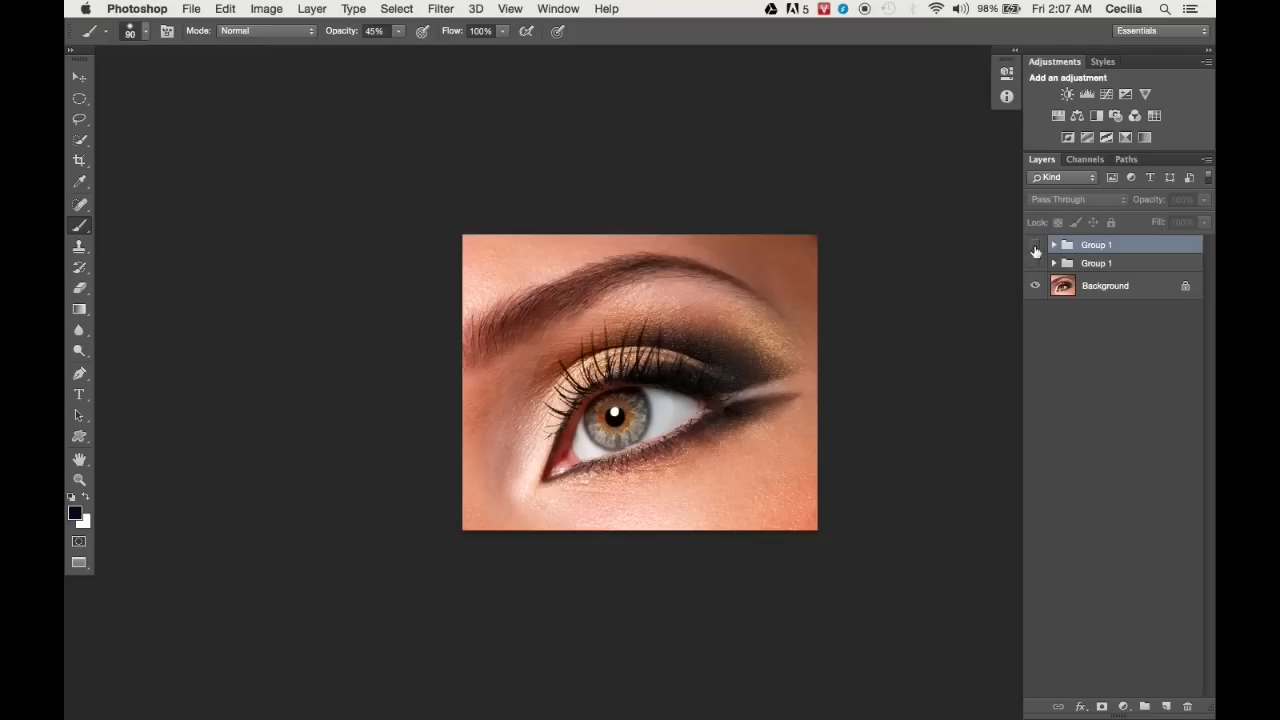 Photoshop File Edit Image Layer Type Select Filter 3D View Window Help 5 98% Fri 2:07 AM Cecilia
90 Mode: Normal Opacity: 45% Flow: 100% Essentials
Adjustments Styles
Add an adjustment
Layers Channels Paths
Kind
Pass Through Opacity: 100%
Lock: Fill: 100%
Group 1
Group 1
Background